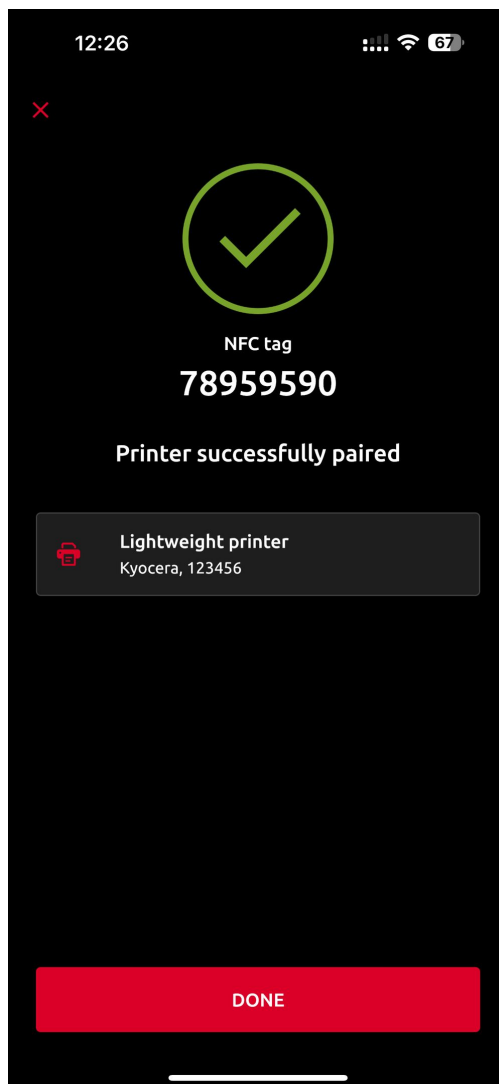 12:26
67
NFC tag
78959590
Printer successfully paired
Lightweight printer
Kyocera, 123456
DONE